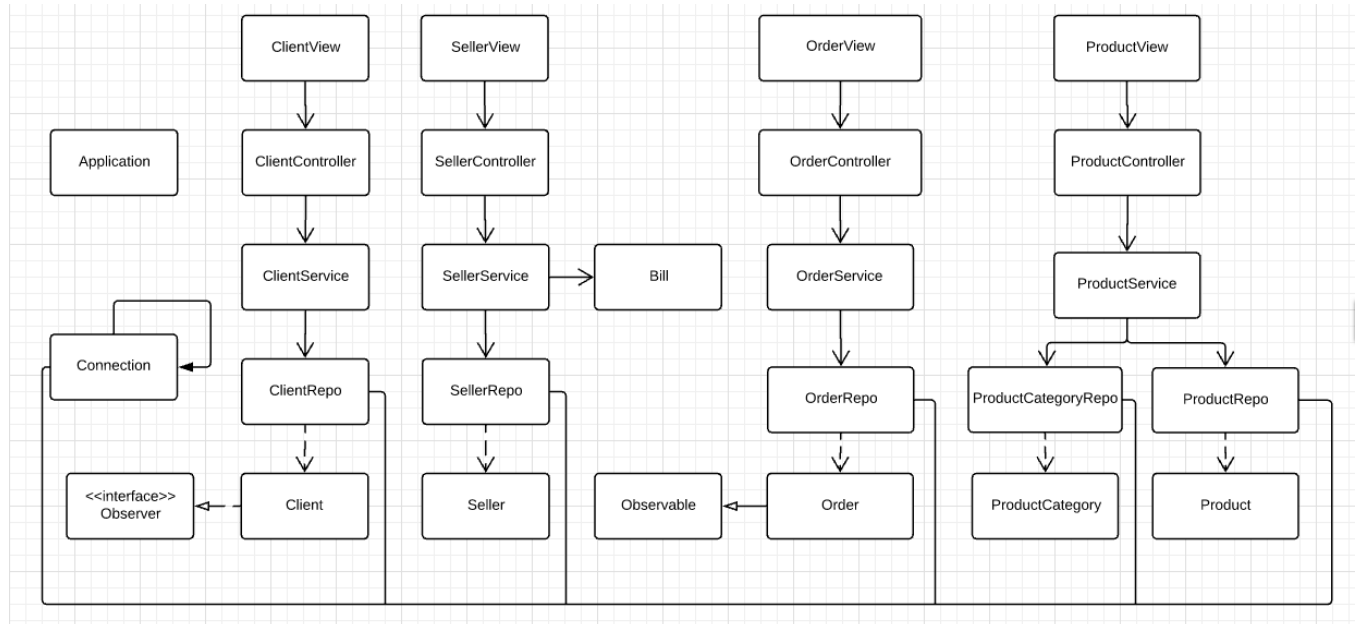 ClientView
SellerView
OrderView
ProductView
Application
ClientController
SellerController
OrderController
ProductController
ClientService
SellerService
Bill
OrderService
ProductService
Connection
ClientRepo
SellerRepo
OrderRepo
ProductCategoryRepo
ProductRepo
<<interface>>
Observer
Client
Seller
Observable
Order
ProductCategory
Product